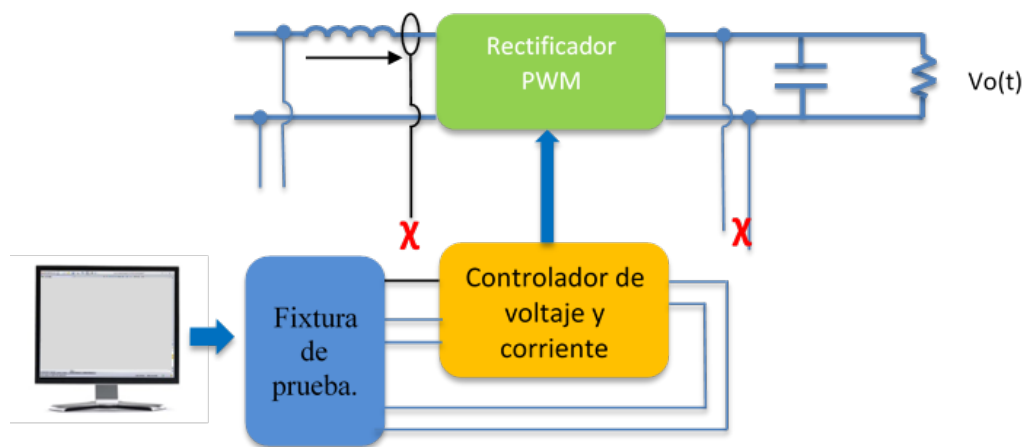 Rectificador
PWM
Vo(t)
χ
χ
Controlador de
voltaje y
corriente
Fixtura
de
prueba.